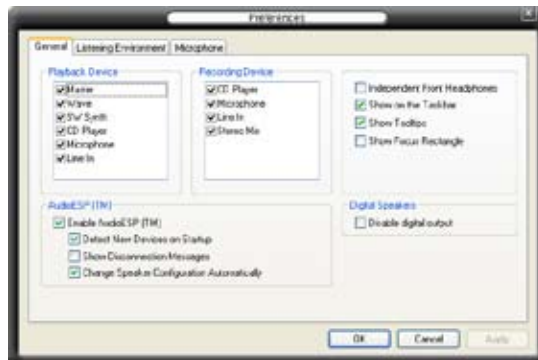 Preferences
General
Listening Environment
Microphone
Playback Device
Master
Wave
SW Synth
CD Player
Microphone
Line In
Recording Device
CD Player
Microphone
Line In
Stereo Mix
Independent Front Headphones
Show on the Taskbar
Show Tooltips
Show Focus Rectangle
AudioESP (TM)
Enable AudioESP (TM)
Detect New Devices on Startup
Show Disconnection Messages
Change Speaker Configuration Automatically
Digital Speakers
Disable digital output
OK
Cancel
Apply